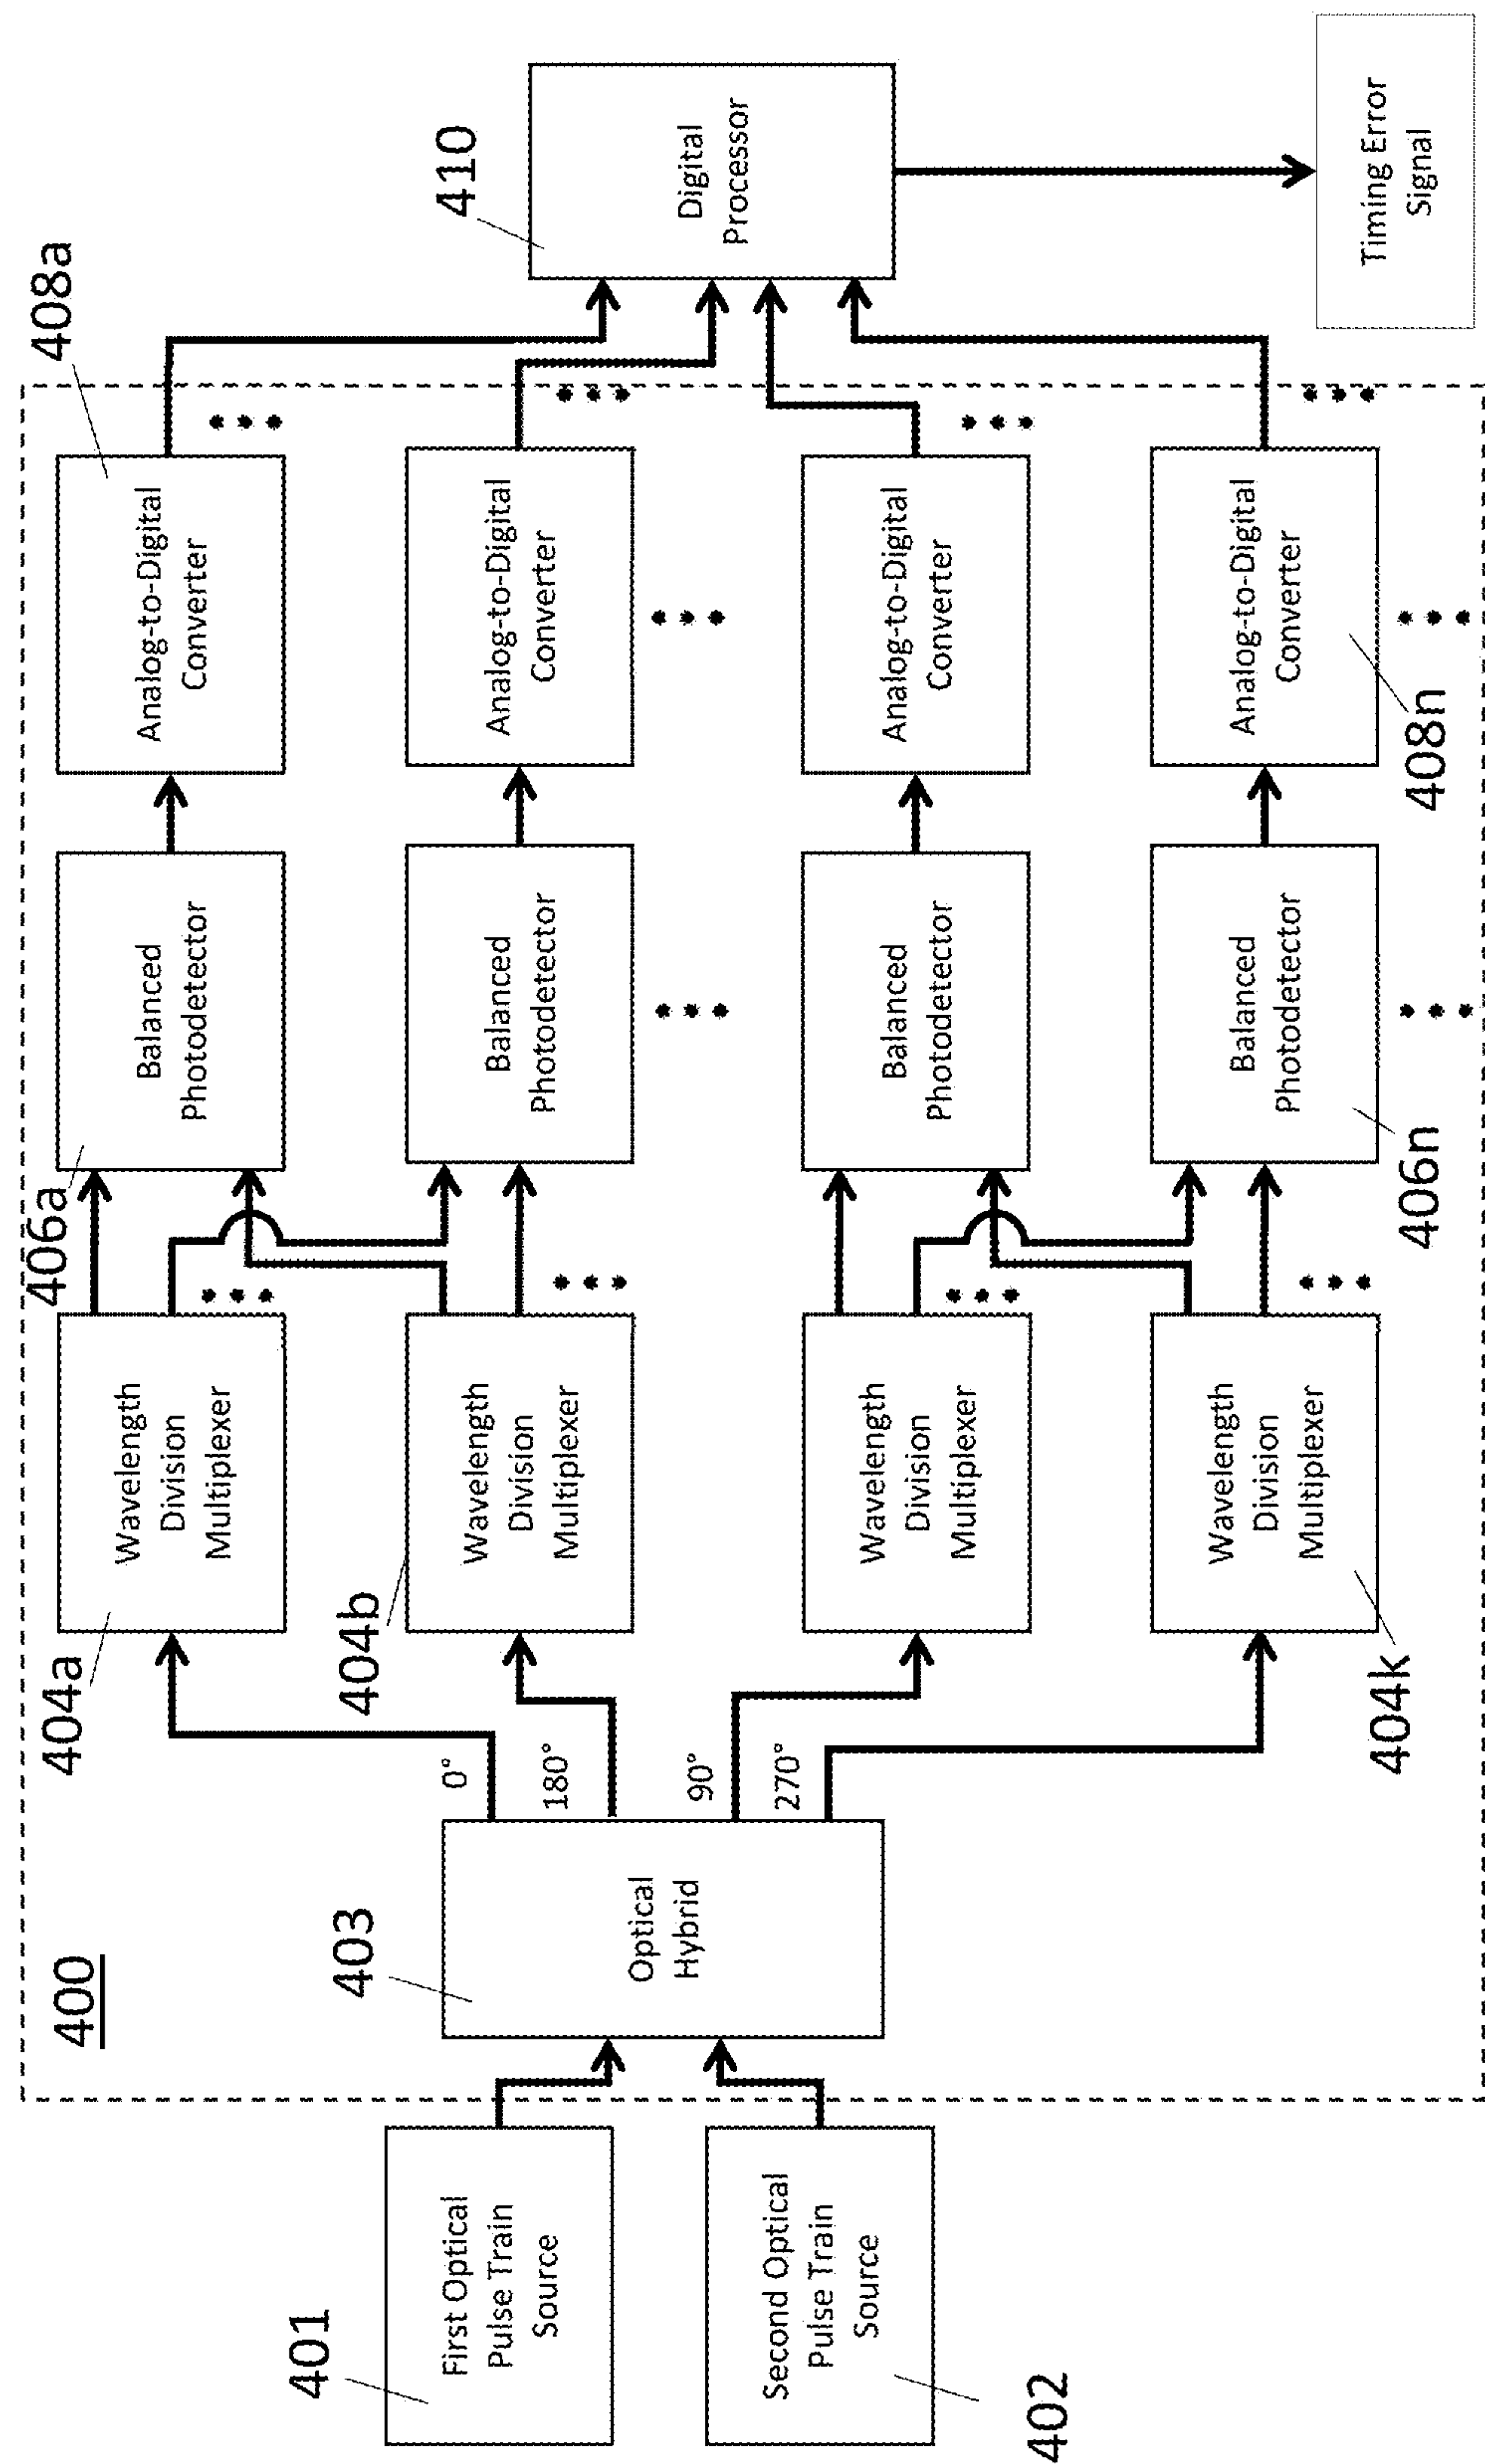 400
401
First Optical
Pulse Train
Source
402
Second Optical
Pulse Train
Source
403
Optical
Hybrid
0°
180°
90°
270°
404a
Wavelength
Division
Multiplexer
404b
Wavelength
Division
Multiplexer
Wavelength
Division
Multiplexer
404k
Wavelength
Division
Multiplexer
406a
Balanced
Photodetector
Balanced
Photodetector
Balanced
Photodetector
406n
Balanced
Photodetector
408a
Analog-to-Digital
Converter
Analog-to-Digital
Converter
Analog-to-Digital
Converter
408n
Analog-to-Digital
Converter
410
Digital
Processor
Timing Error
Signal